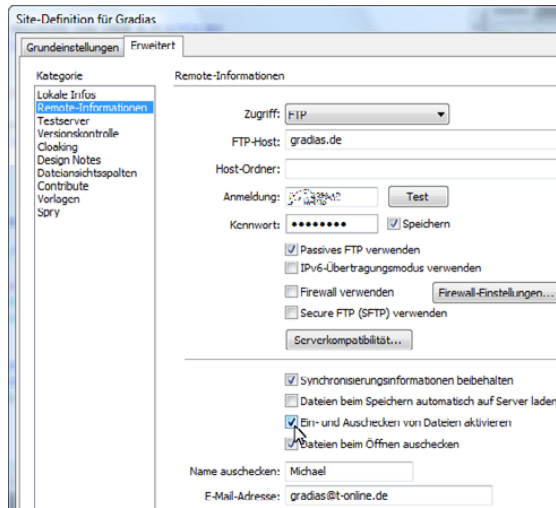 Site-Definition für Gradias
Grundeinstellungen Erweitert
Kategorie
Lokale Infos
Remote-Informationen
Testserver
Versionskontrolle
Cloaking
Design Notes
Dateiansichtsspalten
Contribute
Vorlagen
Spry
Remote-Informationen
Zugriff: FTP
FTP-Host: gradias.de
Host-Ordner:
Anmeldung: Test
Kennwort: •••••••• Speichern
Passives FTP verwenden
IPv6-Übertragungsmodus verwenden
Firewall verwenden Firewall-Einstellungen...
Secure FTP (SFTP) verwenden
Serverkompatibilität...
Synchronisierungsinformationen beibehalten
Dateien beim Speichern automatisch auf Server laden
Ein- und Auschecken von Dateien aktivieren
Dateien beim Öffnen auschecken
Name auschecken: Michael
E-Mail-Adresse: gradias@t-online.de